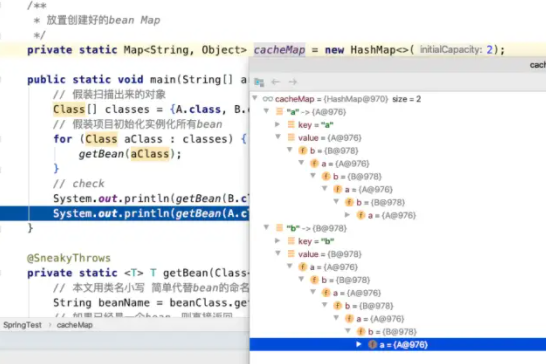 /**
* 放置创建好的bean Map
*/
private static Map<String, Object> cacheMap = new HashMap<>( initialCapacity: 2);
public static void main(String[] a
// 假装扫描出来的对象
Class[] classes = {A.class, B.c
// 假装项目初始化实例化所有bean
for (Class aClass : classes) {
getBean(aClass);
}
// check
System.out.println(getBean(B.cl
System.out.println(getBean(A.cl
}
@SneakyThrows
private static <T> T getBean(Class<
// 本文用类名小写 简单代替bean的命名
String beanName = beanClass.get
// 如果已经是一个bean，则直接返回
SpringTest > cacheMap
cac
cacheMap = {HashMap@970} size = 2
"a" -> {A@976}
key = "a"
value = {A@976}
b = {B@978}
a = {A@976}
b = {B@978}
a = {A@976}
b = {B@978}
a = {A@976}
"b" -> {B@978}
key = "b"
value = {B@978}
a = {A@976}
b = {B@978}
a = {A@976}
b = {B@978}
a = {A@976}
b = {B@978}
a = {A@976}